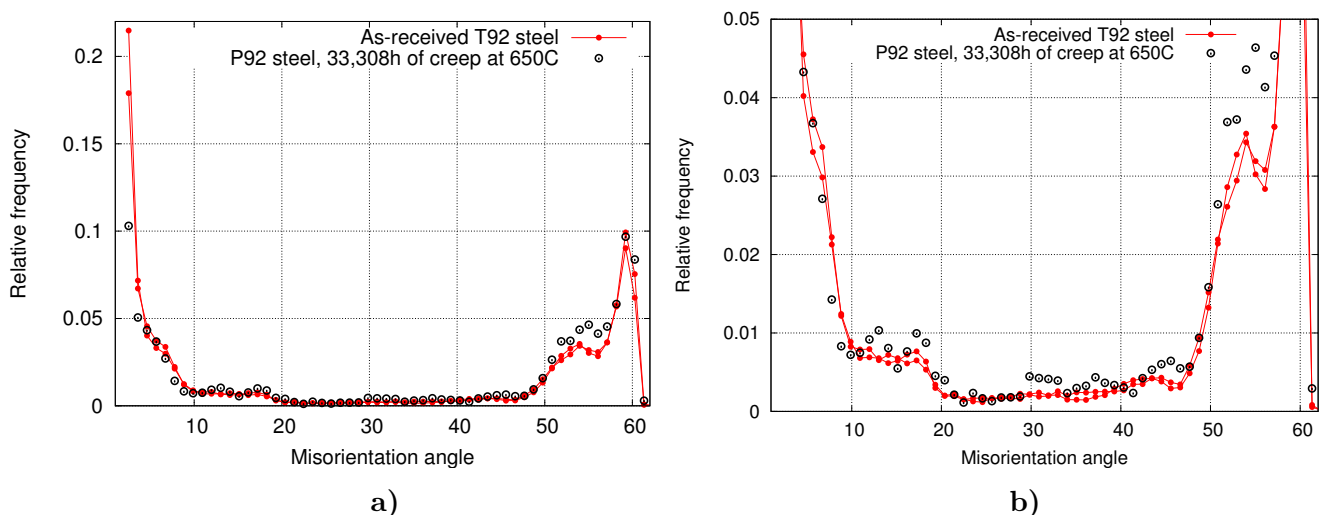 As-received T92 steel
P92 steel, 33,308h of creep at 650C
Relative frequency
0.2
0.15
0.1
0.05
0
10
20
30
40
50
60
Misorientation angle
a)
As-received T92 steel
P92 steel, 33,308h of creep at 650C
Relative frequency
0.05
0.04
0.03
0.02
0.01
0
10
20
30
40
50
60
Misorientation angle
b)